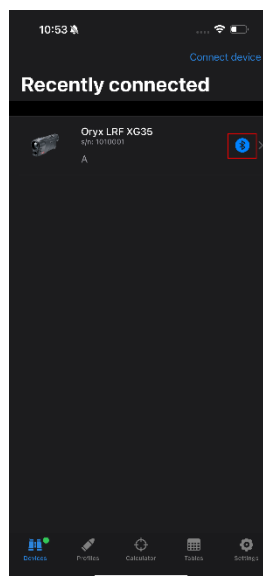 10:53
Connect device
Recently connected
Oryx LRF XG35
s/n: 1010001
A
Devices
Profiles
Calculator
Tables
Settings